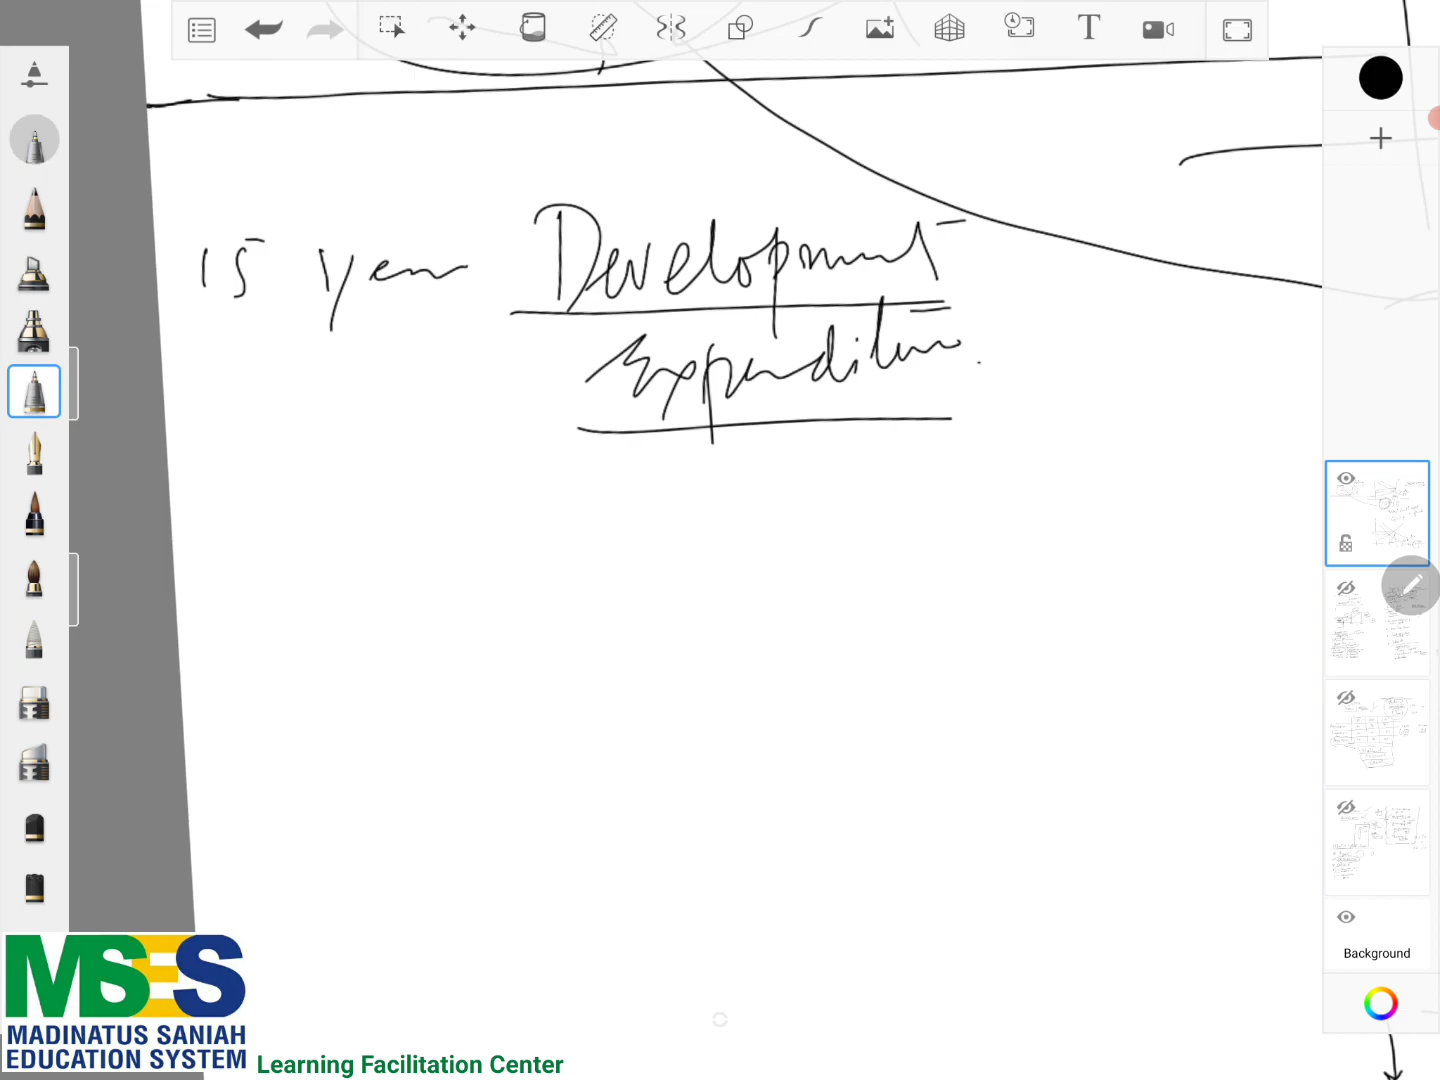 15 year Development
Expenditure.
Background
MSES
MADINATUS SANIAH
EDUCATION SYSTEM
Learning Facilitation Center